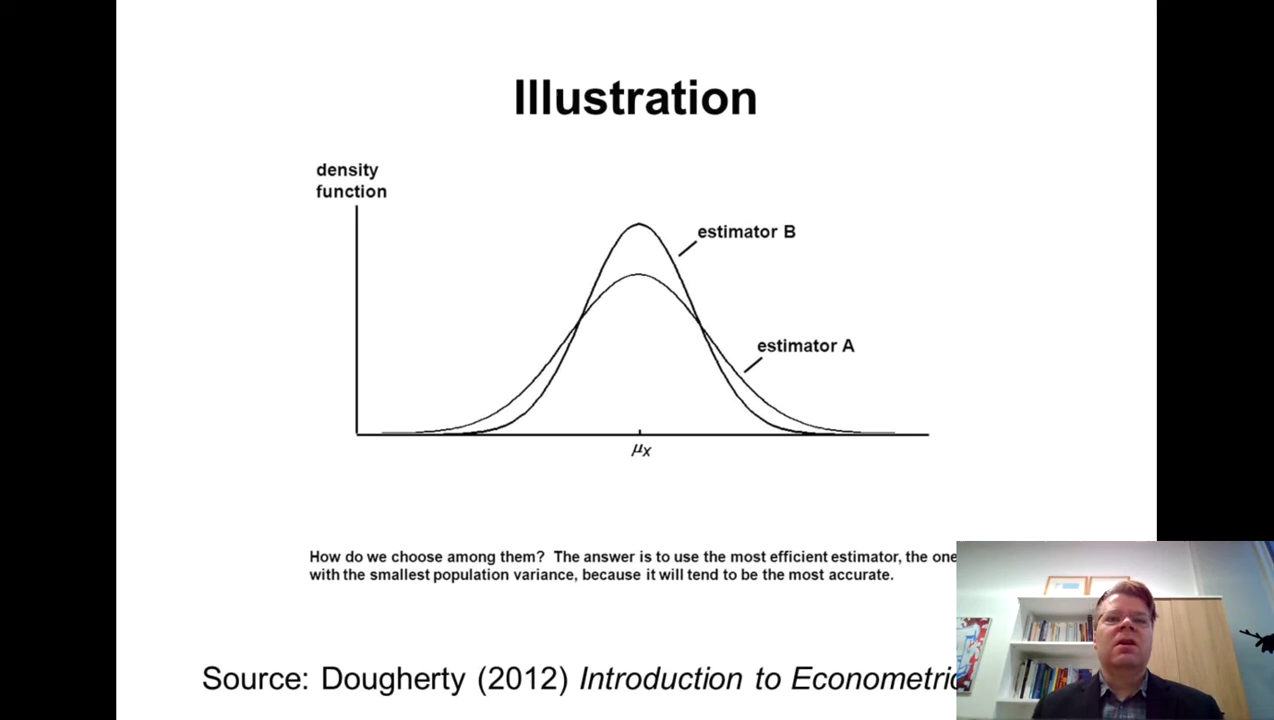 Illustration
density
function
estimator B
estimator A
μx
How do we choose among them? The answer is to use the most efficient estimator, the one
with the smallest population variance, because it will tend to be the most accurate.
Source: Dougherty (2012) Introduction to Econometric